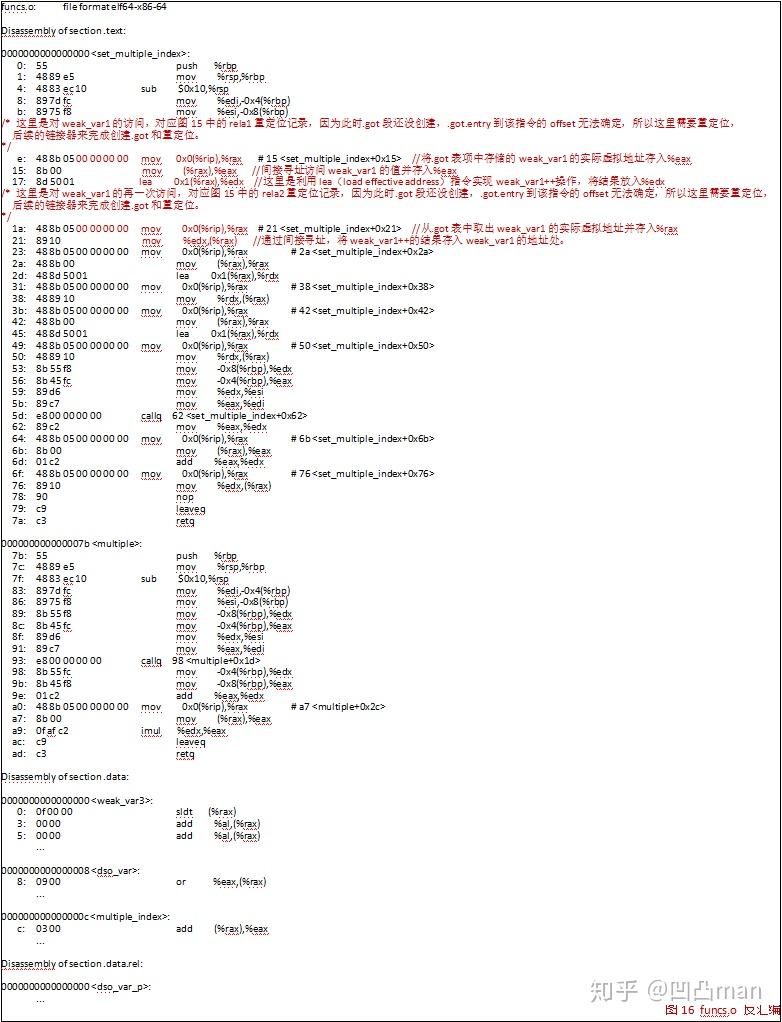 funcs.o: file format elf64-x86-64
Disassembly of section .text:
0000000000000000 <set_multiple_index>:
0: 55 push %rbp
1: 48 89 e5 mov %rsp,%rbp
4: 48 83 ec 10 sub $0x10,%rsp
8: 89 7d fc mov %edi,-0x4(%rbp)
b: 89 75 f8 mov %esi,-0x8(%rbp)
/* 这里是对 weak_var1 的访问，对应图 15 中的 rela1 重定位记录，因为此时.got 段还没创建，.got.entry 到该指令的 offset 无法确定，所以这里需要重定位，
后续的链接器来完成创建.got 和重定位。
*/
e: 48 8b 05 00 00 00 00 mov 0x0(%rip),%rax # 15 <set_multiple_index+0x15> //将.got 表项中存储的 weak_var1 的实际虚拟地址存入%eax
15: 8b 00 mov (%rax),%eax //间接寻址访问 weak_var1 的值并存入%eax
17: 8d 50 01 lea 0x1(%rax),%edx //这里是利用 lea（load effective address）指令实现 weak_var1++操作，将结果放入%edx
/* 这里是对 weak_var1 的再一次访问，对应图 15 中的 rela2 重定位记录，因为此时.got 段还没创建，.got.entry 到该指令的 offset 无法确定，所以这里需要重定位，
后续的链接器来完成创建.got 和重定位。
*/
1a: 48 8b 05 00 00 00 00 mov 0x0(%rip),%rax # 21 <set_multiple_index+0x21> //从.got 表中取出 weak_var1 的实际虚拟地址并存入%rax
21: 89 10 mov %edx,(%rax) //通过间接寻址，将 weak_var1++的结果存入 weak_var1 的地址处。
23: 48 8b 05 00 00 00 00 mov 0x0(%rip),%rax # 2a <set_multiple_index+0x2a>
2a: 48 8b 00 mov (%rax),%rax
2d: 48 8d 50 01 lea 0x1(%rax),%rdx
31: 48 8b 05 00 00 00 00 mov 0x0(%rip),%rax # 38 <set_multiple_index+0x38>
38: 48 89 10 mov %rdx,(%rax)
3b: 48 8b 05 00 00 00 00 mov 0x0(%rip),%rax # 42 <set_multiple_index+0x42>
42: 48 8b 00 mov (%rax),%rax
45: 48 8d 50 01 lea 0x1(%rax),%rdx
49: 48 8b 05 00 00 00 00 mov 0x0(%rip),%rax # 50 <set_multiple_index+0x50>
50: 48 89 10 mov %rdx,(%rax)
53: 8b 55 f8 mov -0x8(%rbp),%edx
56: 8b 45 fc mov -0x4(%rbp),%eax
59: 89 d6 mov %edx,%esi
5b: 89 c7 mov %eax,%edi
5d: e8 00 00 00 00 callq 62 <set_multiple_index+0x62>
62: 89 c2 mov %eax,%edx
64: 48 8b 05 00 00 00 00 mov 0x0(%rip),%rax # 6b <set_multiple_index+0x6b>
6b: 8b 00 mov (%rax),%eax
6d: 01 c2 add %eax,%edx
6f: 48 8b 05 00 00 00 00 mov 0x0(%rip),%rax # 76 <set_multiple_index+0x76>
76: 89 10 mov %edx,(%rax)
78: 90 nop
79: c9 leaveq
7a: c3 retq
000000000000007b <multiple>:
7b: 55 push %rbp
7c: 48 89 e5 mov %rsp,%rbp
7f: 48 83 ec 10 sub $0x10,%rsp
83: 89 7d fc mov %edi,-0x4(%rbp)
86: 89 75 f8 mov %esi,-0x8(%rbp)
89: 8b 55 f8 mov -0x8(%rbp),%edx
8c: 8b 45 fc mov -0x4(%rbp),%eax
8f: 89 d6 mov %edx,%esi
91: 89 c7 mov %eax,%edi
93: e8 00 00 00 00 callq 98 <multiple+0x1d>
98: 8b 55 fc mov -0x4(%rbp),%edx
9b: 8b 45 f8 mov -0x8(%rbp),%eax
9e: 01 c2 add %eax,%edx
a0: 48 8b 05 00 00 00 00 mov 0x0(%rip),%rax # a7 <multiple+0x2c>
a7: 8b 00 mov (%rax),%eax
a9: 0f af c2 imul %edx,%eax
ac: c9 leaveq
ad: c3 retq
Disassembly of section .data:
0000000000000000 <weak_var3>:
0: 0f 00 00 sldt (%rax)
3: 00 00 add %al,(%rax)
5: 00 00 add %al,(%rax)
...
0000000000000008 <dso_var>:
8: 09 00 or %eax,(%rax)
...
000000000000000c <multiple_index>:
c: 03 00 add (%rax),%eax
...
Disassembly of section .data.rel:
0000000000000000 <dso_var_p>:
...
知乎 @凹凸man
图 16 funcs.o 反汇编